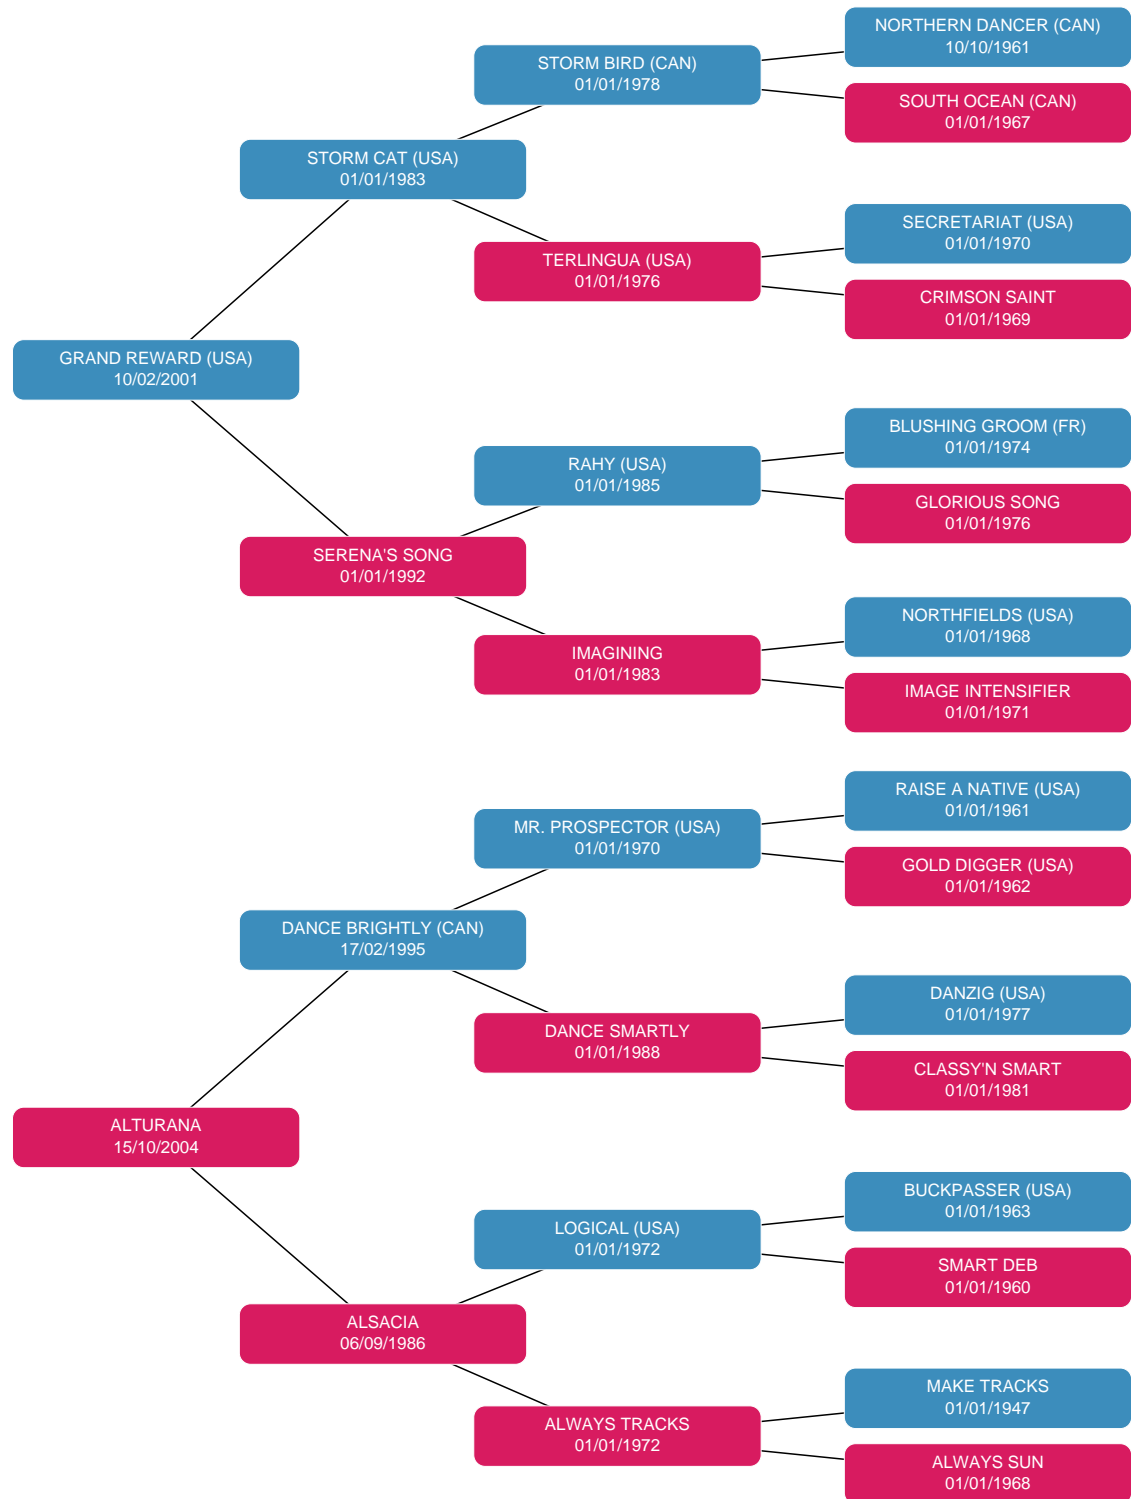 NORTHERN DANCER (CAN)
10/10/1961
STORM BIRD (CAN)
01/01/1978
SOUTH OCEAN (CAN)
01/01/1967
STORM CAT (USA)
01/01/1983
SECRETARIAT (USA)
01/01/1970
TERLINGUA (USA)
01/01/1976
CRIMSON SAINT
01/01/1969
GRAND REWARD (USA)
10/02/2001
BLUSHING GROOM (FR)
01/01/1974
RAHY (USA)
01/01/1985
GLORIOUS SONG
01/01/1976
SERENA'S SONG
01/01/1992
NORTHFIELDS (USA)
01/01/1968
IMAGINING
01/01/1983
IMAGE INTENSIFIER
01/01/1971
RAISE A NATIVE (USA)
01/01/1961
MR. PROSPECTOR (USA)
01/01/1970
GOLD DIGGER (USA)
01/01/1962
DANCE BRIGHTLY (CAN)
17/02/1995
DANZIG (USA)
01/01/1977
DANCE SMARTLY
01/01/1988
CLASSY'N SMART
01/01/1981
ALTURANA
15/10/2004
BUCKPASSER (USA)
01/01/1963
LOGICAL (USA)
01/01/1972
SMART DEB
01/01/1960
ALSACIA
06/09/1986
MAKE TRACKS
01/01/1947
ALWAYS TRACKS
01/01/1972
ALWAYS SUN
01/01/1968